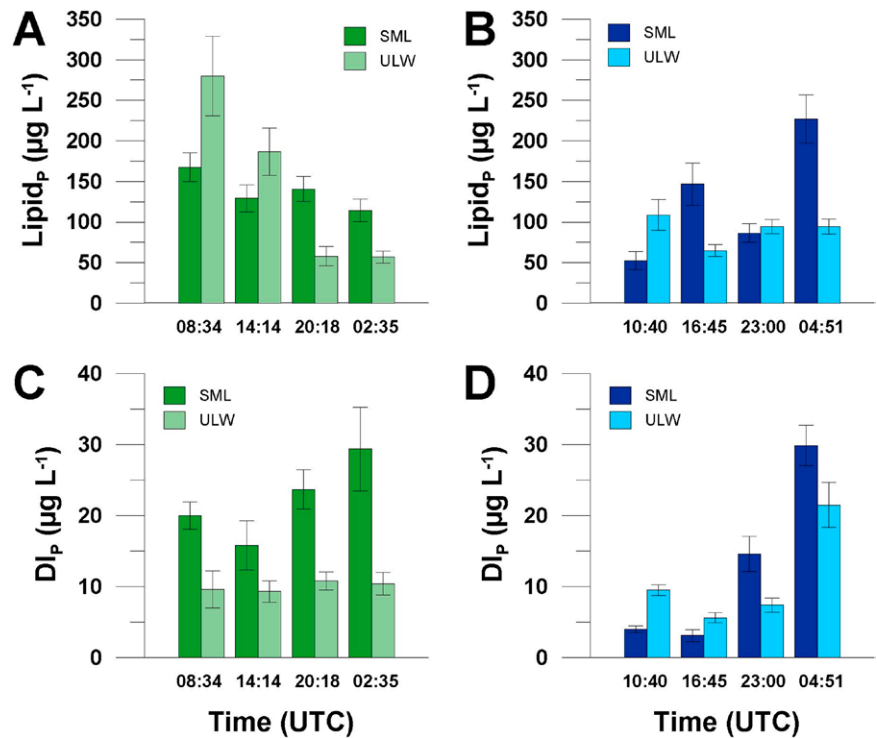 A
Lipid_P (µg L⁻¹)
350
300
250
200
150
100
50
0
SML
ULW
08:34 14:14 20:18 02:35
B
Lipid_P (µg L⁻¹)
350
300
250
200
150
100
50
0
SML
ULW
10:40 16:45 23:00 04:51
C
DI_P (µg L⁻¹)
40
30
20
10
0
SML
ULW
08:34 14:14 20:18 02:35
Time (UTC)
D
DI_P (µg L⁻¹)
40
30
20
10
0
SML
ULW
10:40 16:45 23:00 04:51
Time (UTC)